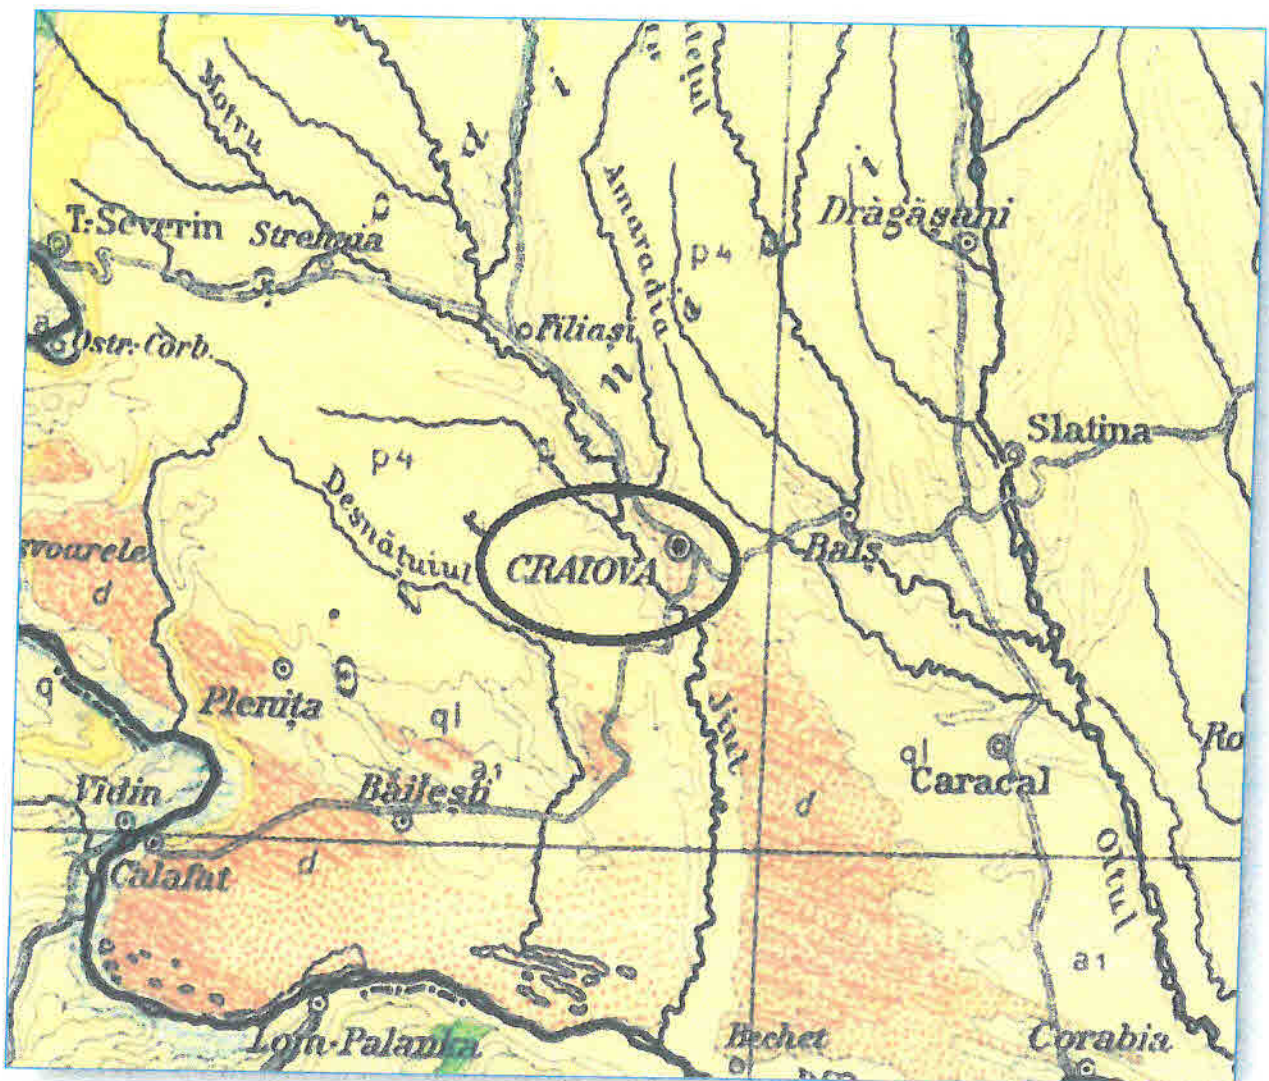 Motru
Amaradia
T.-Severin
Strehaia
Drăgășani
p4
Filiași
Ostr. Corb.
Slatina
p4
Desnățuiul
CRAIOVA
Balș
d
q
Plenița
ql
Jiul
ql
Caracal
Vidin
Băilești
a1
d
Calafat
d
Oltul
a1
Lom-Palanka
Bechet
Corabia